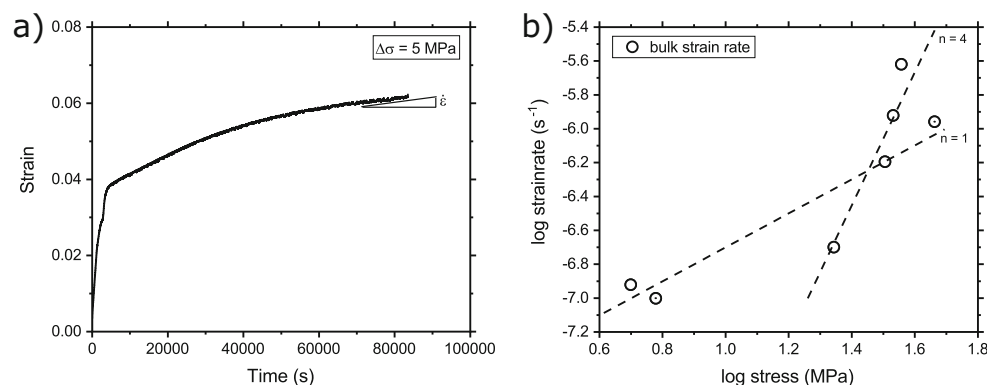 a)
0.08
0.06
0.04
0.02
0.00
Strain
0
20000
40000
60000
80000
100000
Time (s)
Δσ = 5 MPa
ε̇
b)
-5.4
-5.6
-5.8
-6.0
-6.2
-6.4
-6.6
-6.8
-7.0
-7.2
log strainrate (s⁻¹)
bulk strain rate
n = 4
n = 1
0.6
0.8
1.0
1.2
1.4
1.6
1.8
log stress (MPa)